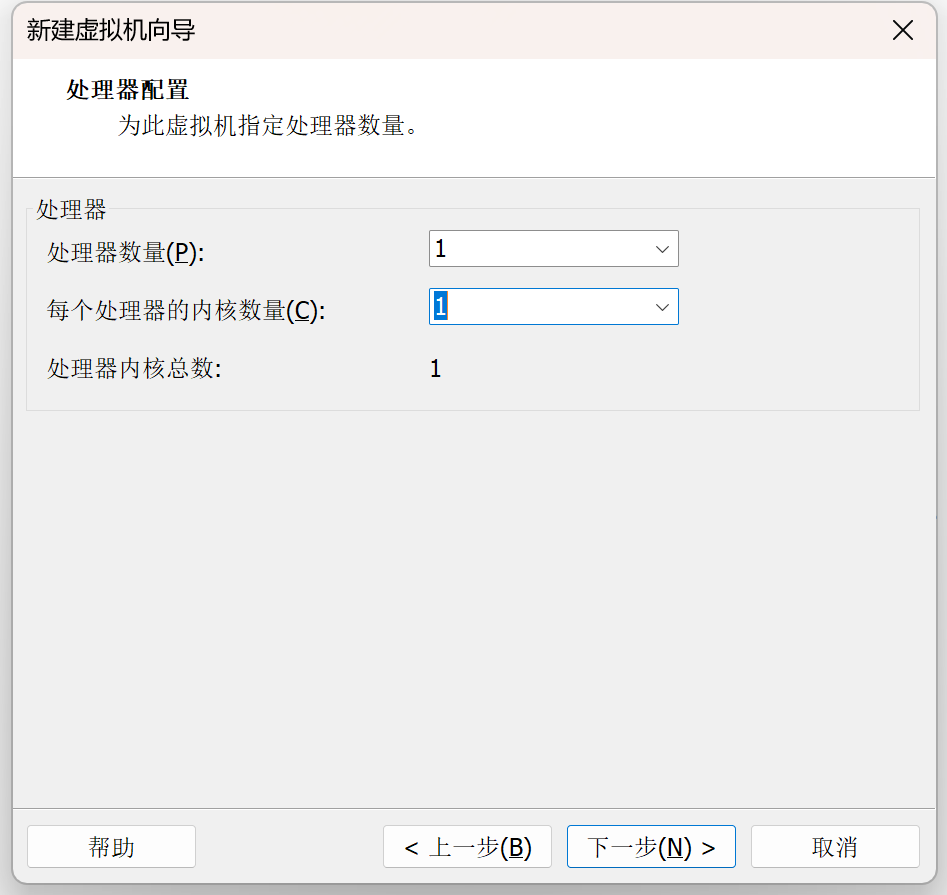 新建虚拟机向导
处理器配置
为此虚拟机指定处理器数量。
处理器
处理器数量(P): 1
每个处理器的内核数量(C): 1
处理器内核总数: 1
帮助 < 上一步(B) 下一步(N) > 取消